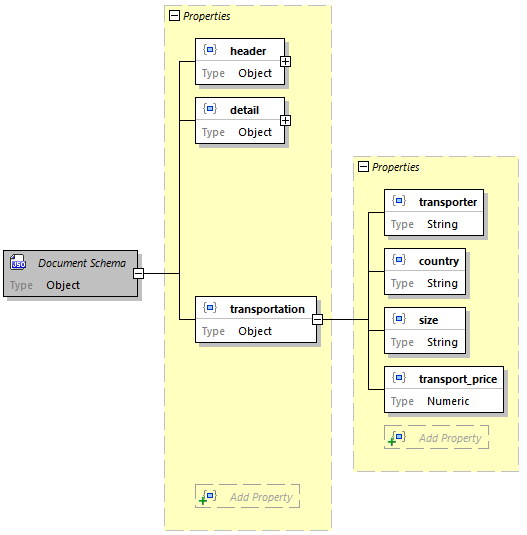 Properties
header
Type Object
detail
Type Object
Properties
transporter
Type String
country
Type String
JSD Document Schema
Type Object
transportation
Type Object
size
Type String
transport_price
Type Numeric
Add Property
Add Property